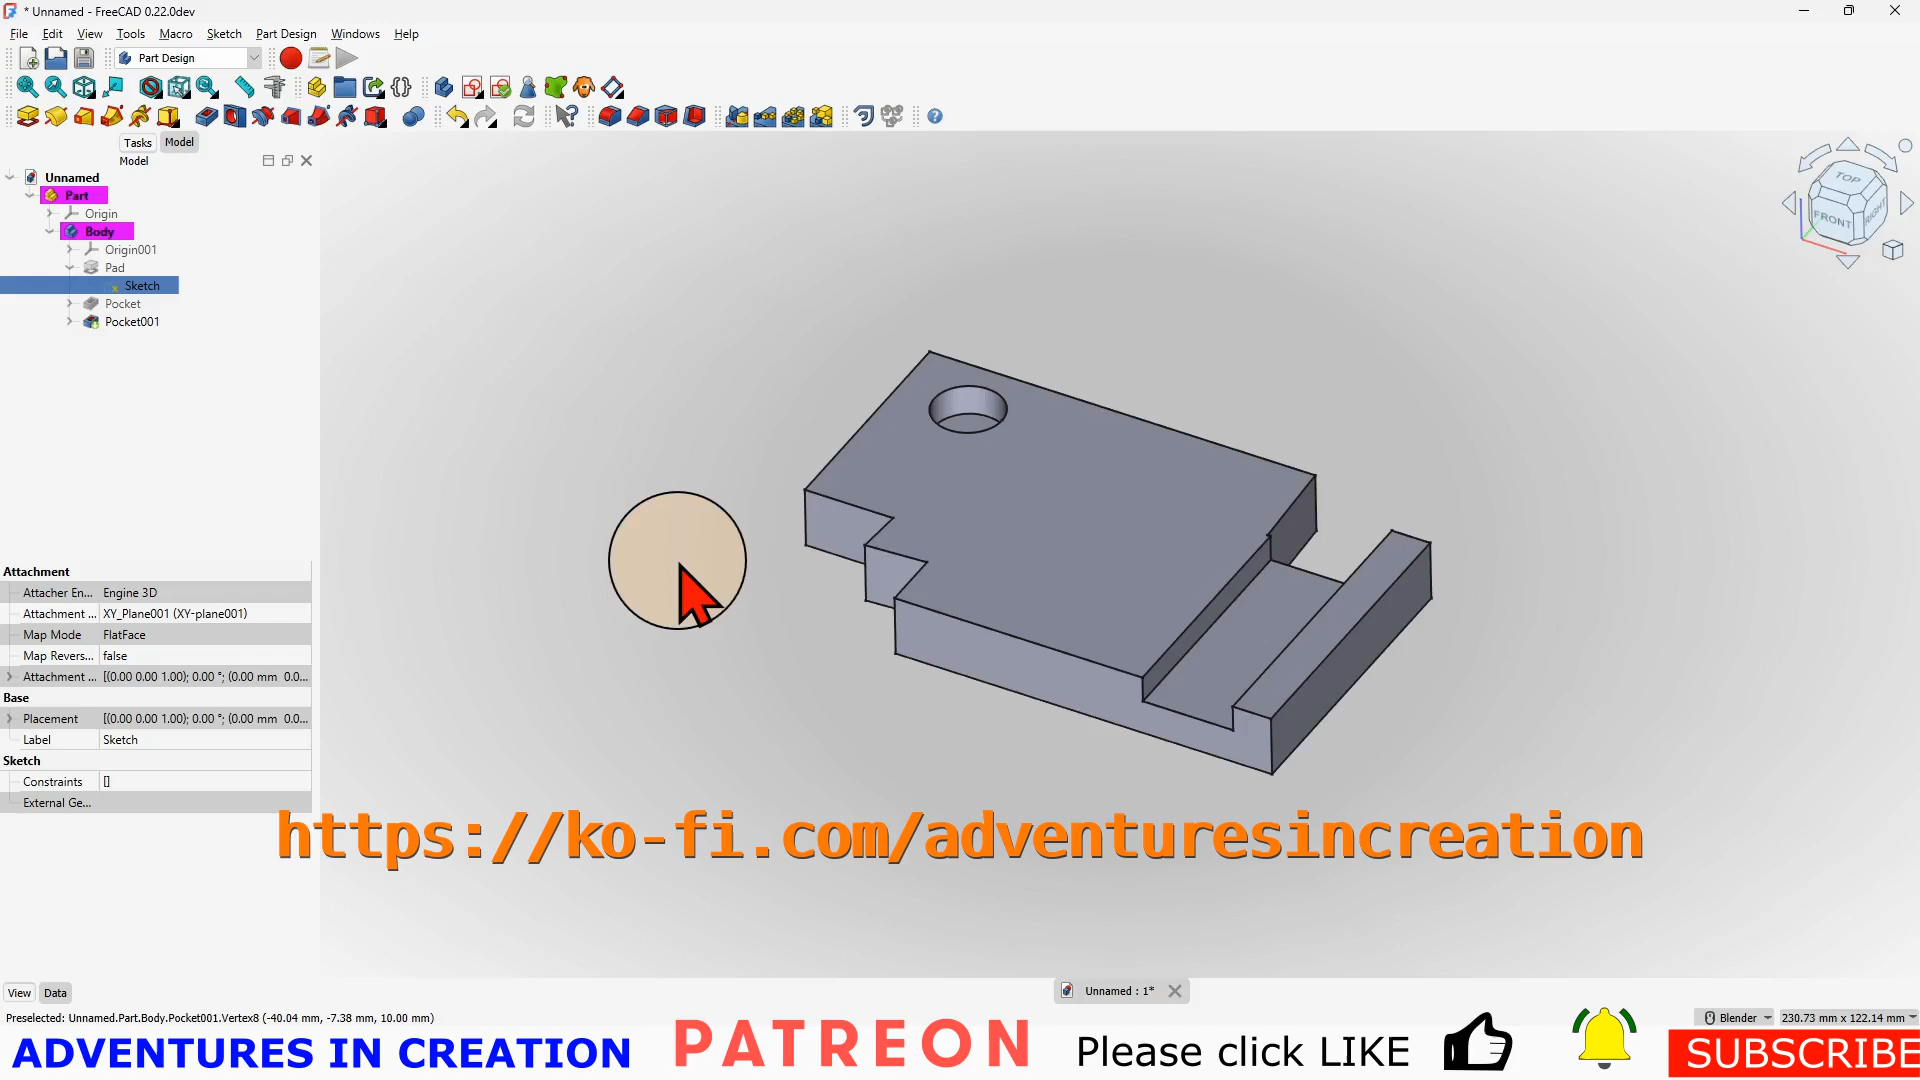 * Unnamed - FreeCAD 0.22.0dev
File Edit View Tools Macro Sketch Part Design Windows Help
Part Design
Tasks Model
Model
TOP
FRONT
RIGHT
Unnamed
Part
Origin
Body
Origin001
Pad
Sketch
Pocket
Pocket001
Attachment
Attacher En... Engine 3D
Attachment ... XY_Plane001 (XY-plane001)
Map Mode FlatFace
Map Revers... false
Attachment ... [(0.00 0.00 1.00); 0.00 °; (0.00 mm 0.0...
Base
Placement [(0.00 0.00 1.00); 0.00 °; (0.00 mm 0.0...
Label Sketch
Sketch
Constraints []
External Ge...
https://ko-fi.com/adventuresincreation
View Data
Unnamed : 1*
Preselected: Unnamed.Part.Body.Pocket001.Vertex8 (-40.04 mm, -7.38 mm, 10.00 mm)
Blender 230.73 mm x 122.14 mm
ADVENTURES IN CREATION PATREON Please click LIKE SUBSCRIBE